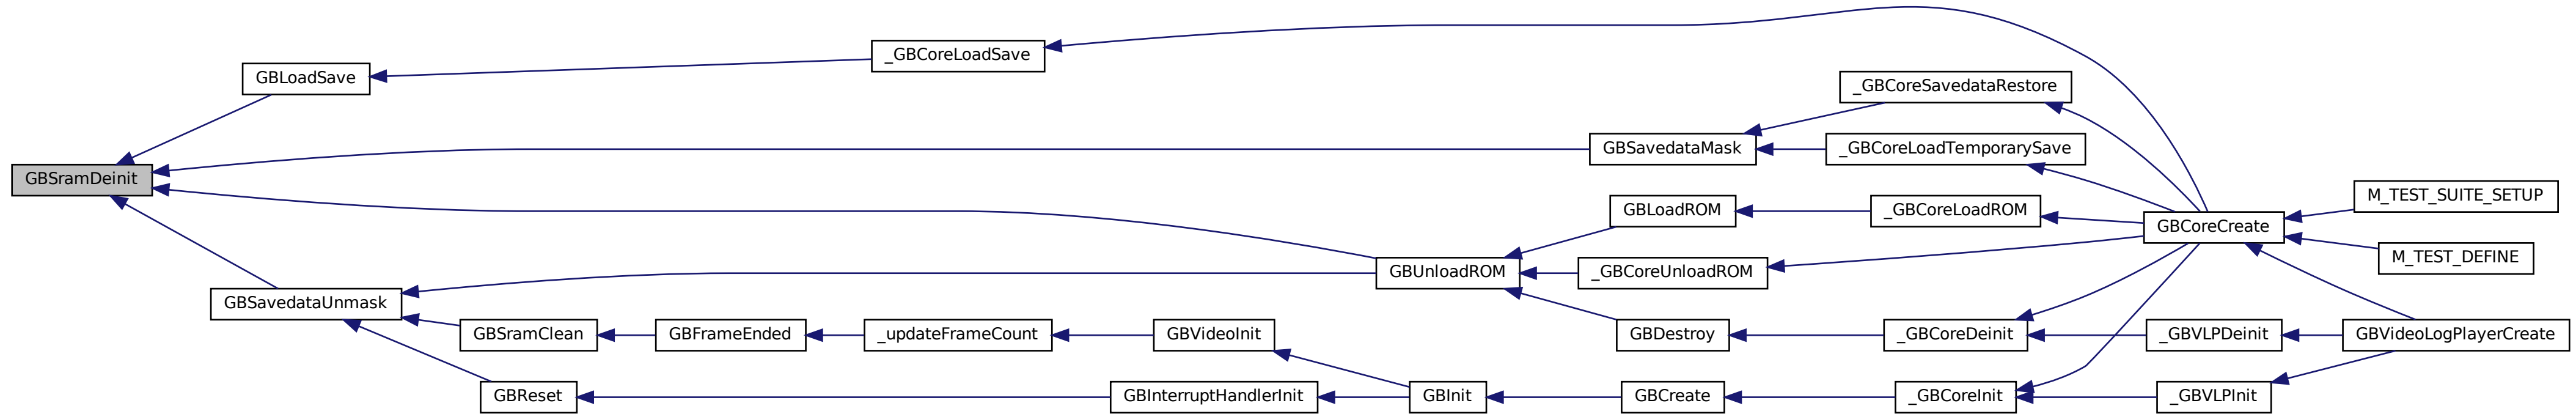 GBSramDeinit
GBLoadSave
_GBCoreLoadSave
GBCoreCreate
M_TEST_SUITE_SETUP
M_TEST_DEFINE
GBVideoLogPlayerCreate
GBSavedataMask
_GBCoreSavedataRestore
_GBCoreLoadTemporarySave
GBUnloadROM
GBLoadROM
_GBCoreLoadROM
_GBCoreUnloadROM
GBDestroy
_GBCoreDeinit
_GBVLPDeinit
GBSavedataUnmask
GBSramClean
GBFrameEnded
_updateFrameCount
GBVideoInit
GBInit
GBCreate
_GBCoreInit
_GBVLPInit
GBReset
GBInterruptHandlerInit